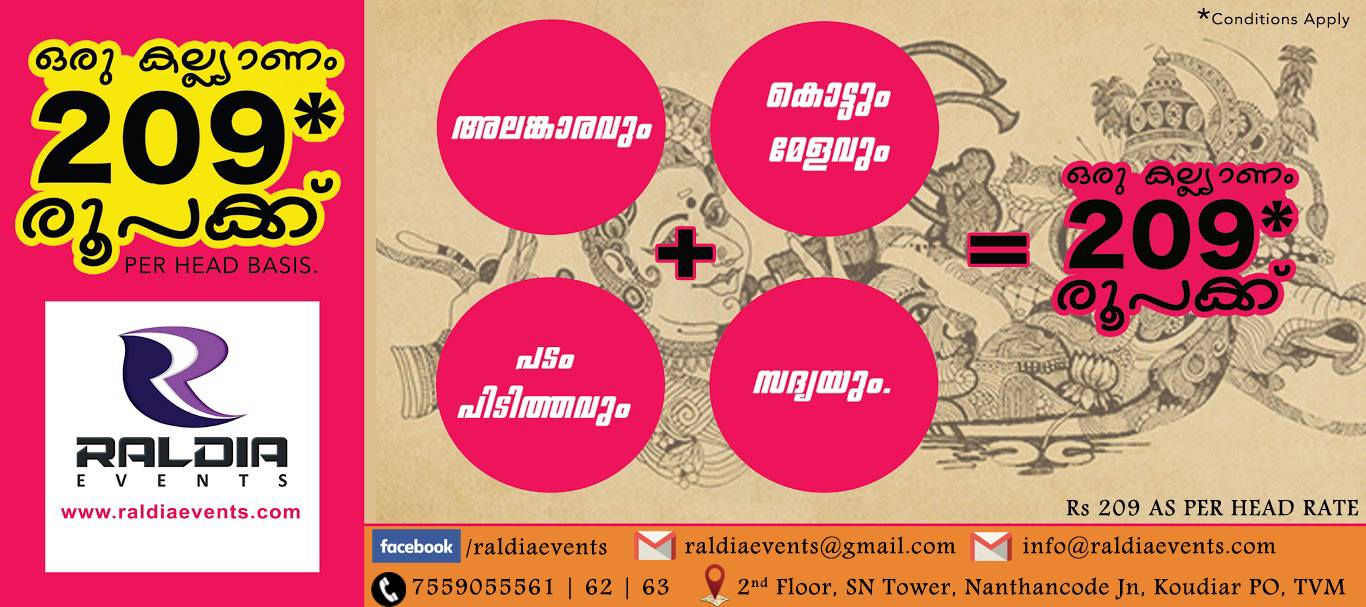 ഒരു കല്ല്യാണം
209*
രൂപക്ക്
PER HEAD BASIS.
RALDIA
EVENTS
www.raldiaevents.com
*Conditions Apply
അലങ്കാരവും
കൊട്ടും
മേളവും
+
പടം
പിടിത്തവും
സദ്യയും.
=
ഒരു കല്ല്യാണം
209*
രൂപക്ക്
Rs 209 AS PER HEAD RATE
facebook /raldiaevents raldiaevents@gmail.com info@raldiaevents.com
7559055561 | 62 | 63 2nd Floor, SN Tower, Nanthancode Jn, Koudiar PO, TVM